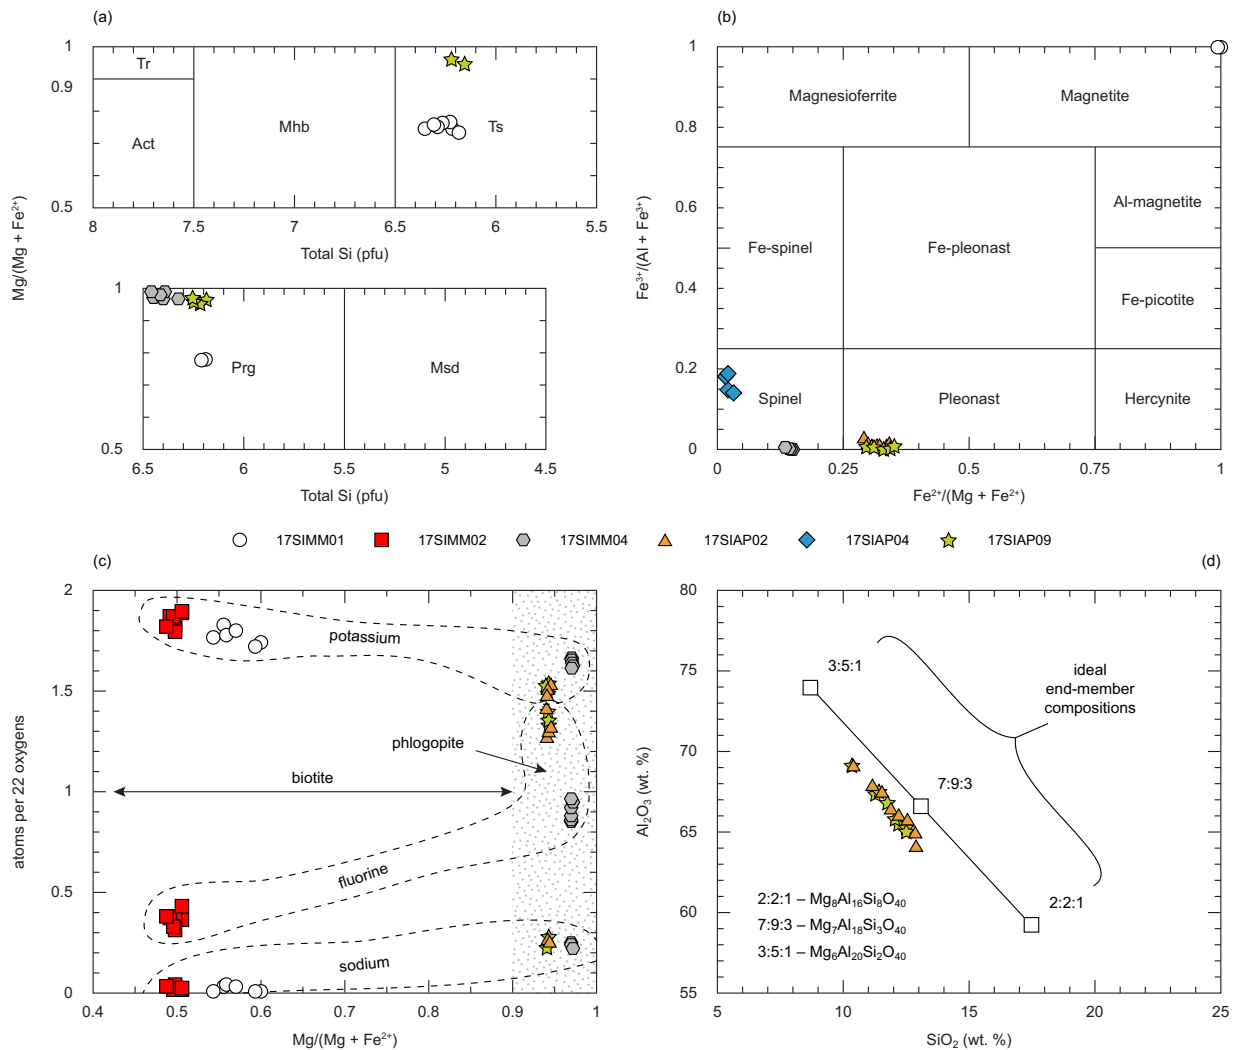 (a)
1
0.9
0.5
Tr
Act
Mhb
Ts
8
7.5
7
6.5
6
5.5
Total Si (pfu)
Mg/(Mg + Fe²⁺)
1
0.5
Prg
Msd
6.5
6
5.5
5
4.5
Total Si (pfu)
(b)
1
0.8
0.6
0.4
0.2
0
Fe³⁺/(Al + Fe³⁺)
Magnesioferrite
Magnetite
Fe-spinel
Fe-pleonast
Al-magnetite
Fe-picotite
Spinel
Pleonast
Hercynite
0
0.25
0.5
0.75
1
Fe²⁺/(Mg + Fe²⁺)
17SIMM01
17SIMM02
17SIMM04
17SIAP02
17SIAP04
17SIAP09
(c)
2
1.5
1
0.5
0
atoms per 22 oxygens
potassium
phlogopite
biotite
fluorine
sodium
0.4
0.5
0.6
0.7
0.8
0.9
1
Mg/(Mg + Fe²⁺)
(d)
80
75
70
65
60
55
Al₂O₃ (wt. %)
3:5:1
ideal
end-member
compositions
7:9:3
2:2:1
2:2:1 – Mg₈Al₁₆Si₈O₄₀
7:9:3 – Mg₇Al₁₈Si₃O₄₀
3:5:1 – Mg₆Al₂₀Si₂O₄₀
5
10
15
20
25
SiO₂ (wt. %)